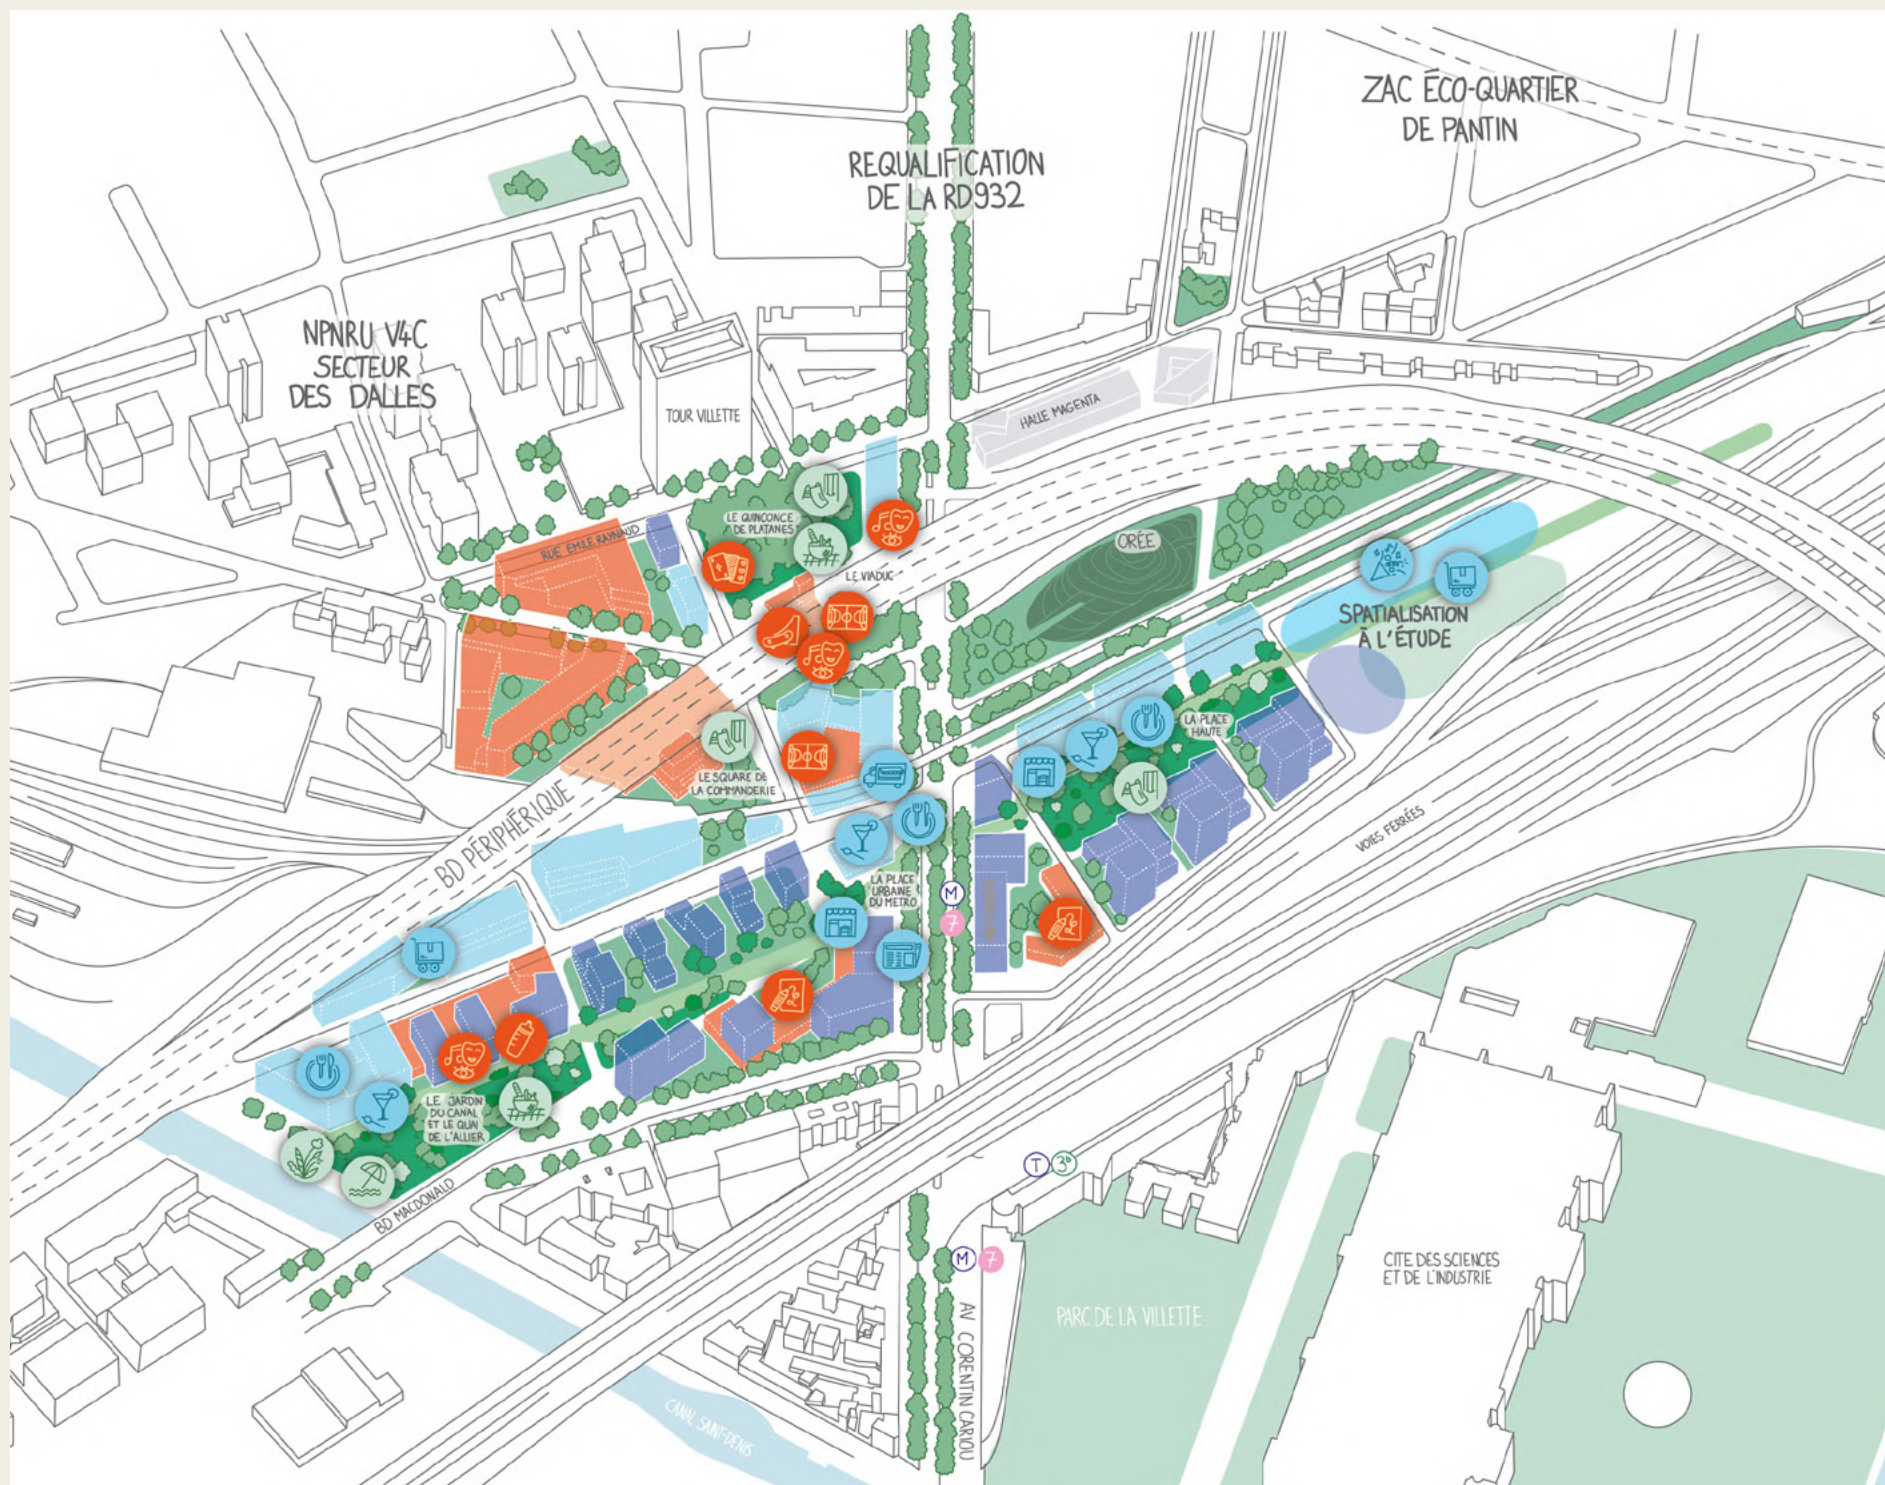 ZAC ÉCO-QUARTIER
DE PANTIN
REQUALIFICATION
DE LA RD932
NPNRU V4C
SECTEUR
DES DALLES
TOUR VILLETTE
HALLE MAGENTA
LE QUINCONCE
DE PLATANES
RUE EMILE RAYNAUD
LE VIADUC
ORÉE
SPATIALISATION
À L'ÉTUDE
LA PLACE
HAUTE
LE SQUARE DE
LA COMMANDERIE
BD PÉRIPHÉRIQUE
VOIES FERRÉES
LA PLACE
URBAINE
DU METRO
M
7
LE JARDIN
DU CANAL
ET LE QUAI
DE L'ALLIER
BD MACDONALD
T 3b
M 7
CITE DES SCIENCES
ET DE L'INDUSTRIE
PARC DE LA VILLETTE
AV CORENTIN CARIOU
CANAL SAINT-DENIS